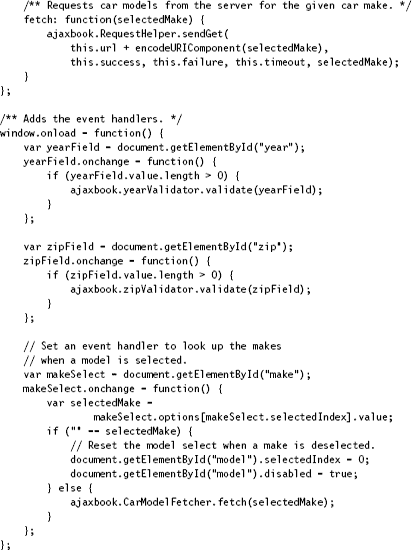 /** Requests car models from the server for the given car make. */
fetch: function(selectedMake) {
ajaxbook.RequestHelper.sendGet(
this.url + encodeURIComponent(selectedMake),
this.success, this.failure, this.timeout, selectedMake);
}
};
/** Adds the event handlers. */
window.onload = function() {
var yearField = document.getElementById("year");
yearField.onchange = function() {
if (yearField.value.length > 0) {
ajaxbook.yearValidator.validate(yearField);
}
};
var zipField = document.getElementById("zip");
zipField.onchange = function() {
if (zipField.value.length > 0) {
ajaxbook.zipValidator.validate(zipField);
}
};
// Set an event handler to look up the makes
// when a model is selected.
var makeSelect = document.getElementById("make");
makeSelect.onchange = function() {
var selectedMake =
makeSelect.options[makeSelect.selectedIndex].value;
if ("" == selectedMake) {
// Reset the model select when a make is deselected.
document.getElementById("model").selectedIndex = 0;
document.getElementById("model").disabled = true;
} else {
ajaxbook.CarModelFetcher.fetch(selectedMake);
}
};
};